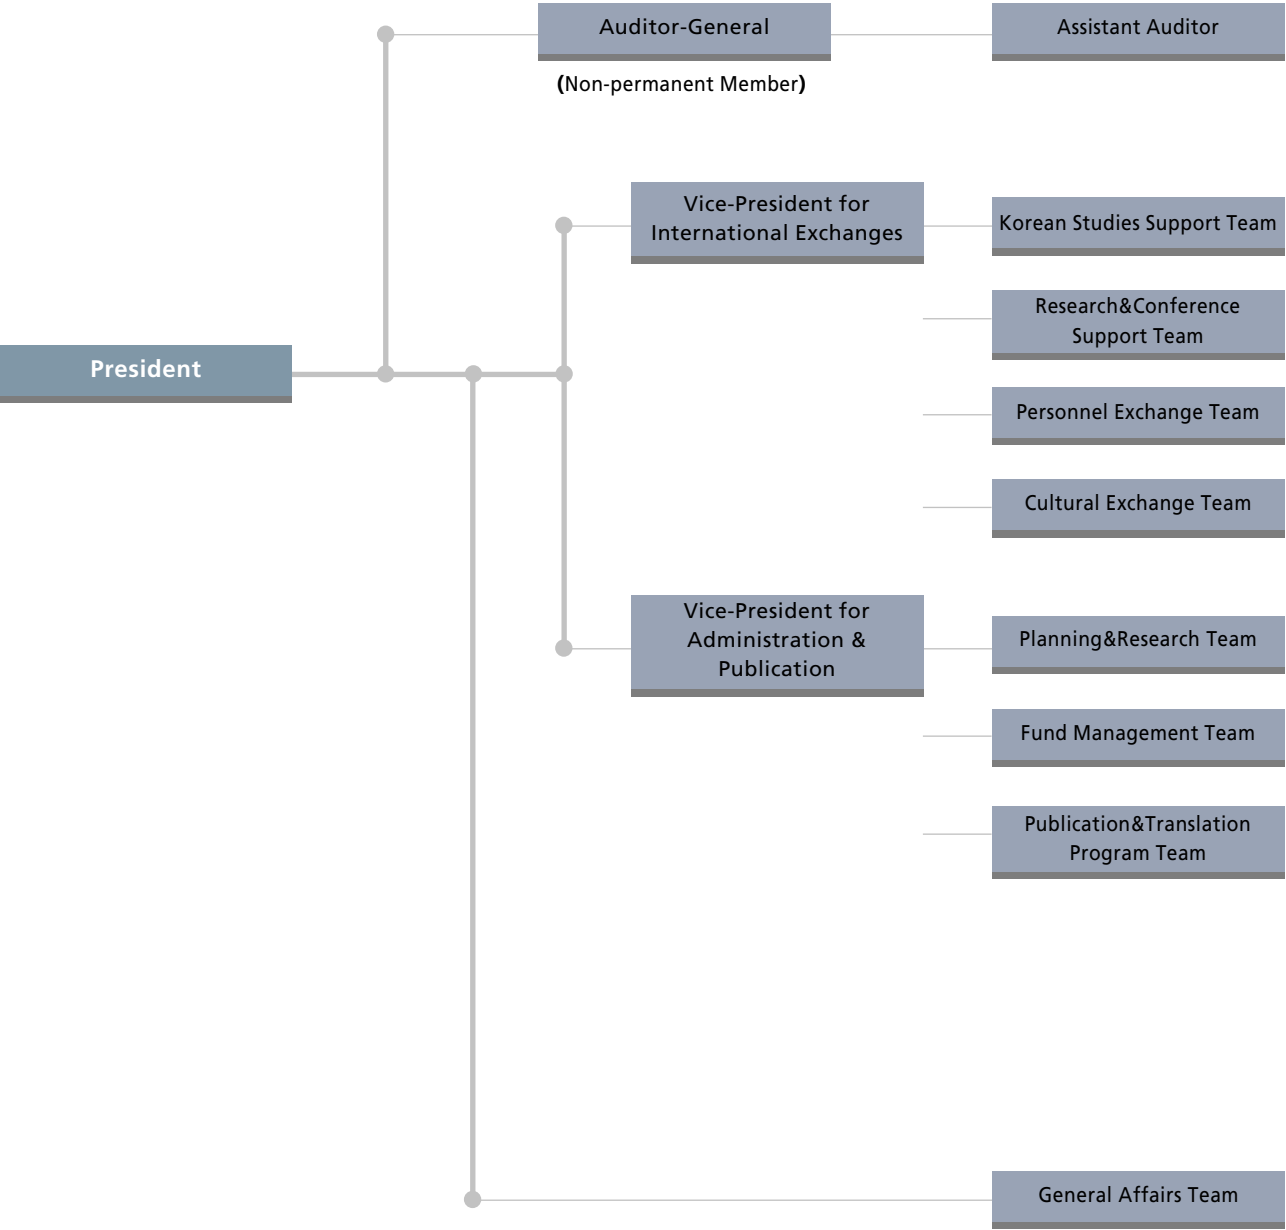 Auditor-General
Assistant Auditor
(Non-permanent Member)
Vice-President for
International Exchanges
Korean Studies Support Team
Research&Conference
Support Team
President
Personnel Exchange Team
Cultural Exchange Team
Vice-President for
Administration &
Publication
Planning&Research Team
Fund Management Team
Publication&Translation
Program Team
General Affairs Team